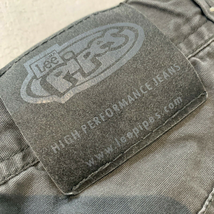 Lee
PIPES
HIGH PERFORMANCE JEANS
www.leepipes.com